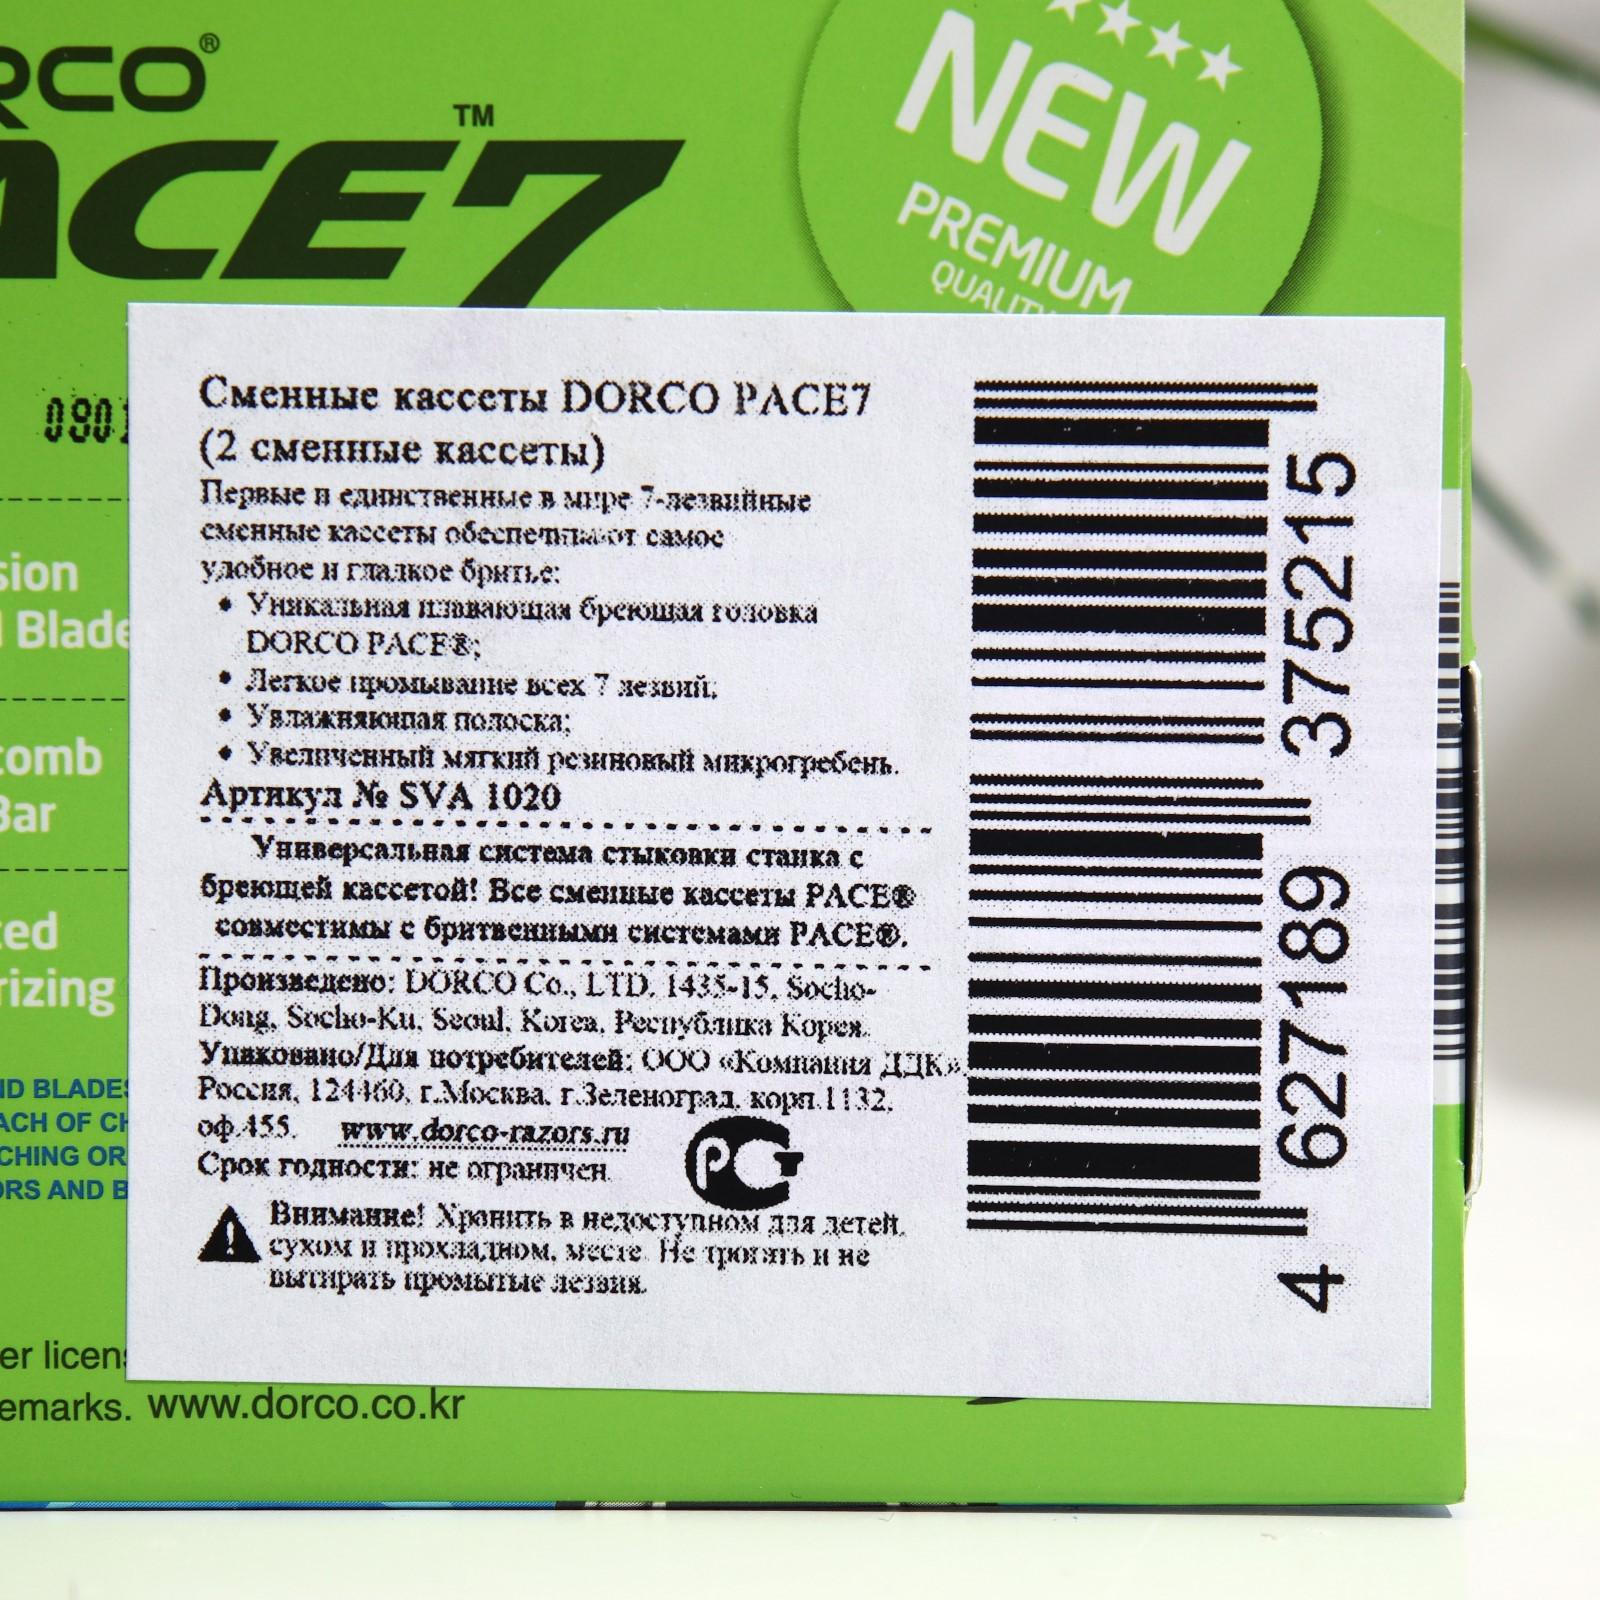 RCO®
ACE7™
NEW
PREMIUM
QUALITY
0801
sion
Blade
comb
Bar
ted
rizing
ND BLADES
ACH OF CH
CHING OR
ORS AND B
er licens
emarks. www.dorco.co.kr
Сменные кассеты DORCO PACE7
(2 сменные кассеты)
Первые и единственные в мире 7-лезвийные
сменные кассеты обеспечивают самое
удобное и гладкое бритье:
• Уникальная плавающая бреющая головка
DORCO PACE®;
• Легкое промывание всех 7 лезвий;
• Увлажняющая полоска;
• Увеличенный мягкий резиновый микрогребень.
Артикул № SVA 1020
Универсальная система стыковки станка с
бреющей кассетой! Все сменные кассеты PACE®
совместимы с бритвенными системами PACE®.
Произведено: DORCO Co., LTD. 1435-15, Socho-
Dong, Socho-Ku, Seoul, Korea, Республика Корея.
Упаковано/Для потребителей: ООО «Компания ДДК»,
Россия, 124460, г.Москва, г.Зеленоград, корп.1132,
оф.455. www.dorco-razors.ru
Срок годности: не ограничен.
РСТ
Внимание! Хранить в недоступном для детей,
сухом и прохладном, месте. Не трогать и не
вытирать промытые лезвия.
4 627189 375215